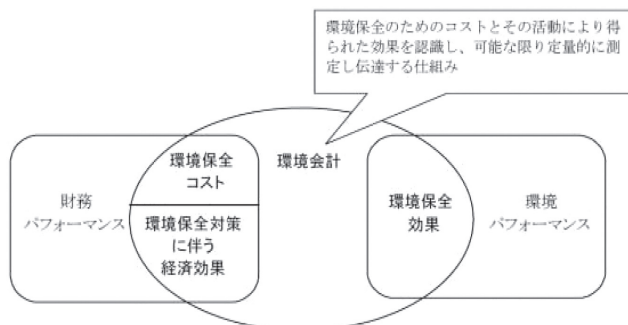 環境保全のためのコストとその活動により得
られた効果を認識し、可能な限り定量的に測
定し伝達する仕組み
環境保全
コスト
環境会計
財務
パフォーマンス
環境保全対策
に伴う
経済効果
環境保全
効果
環境
パフォーマンス